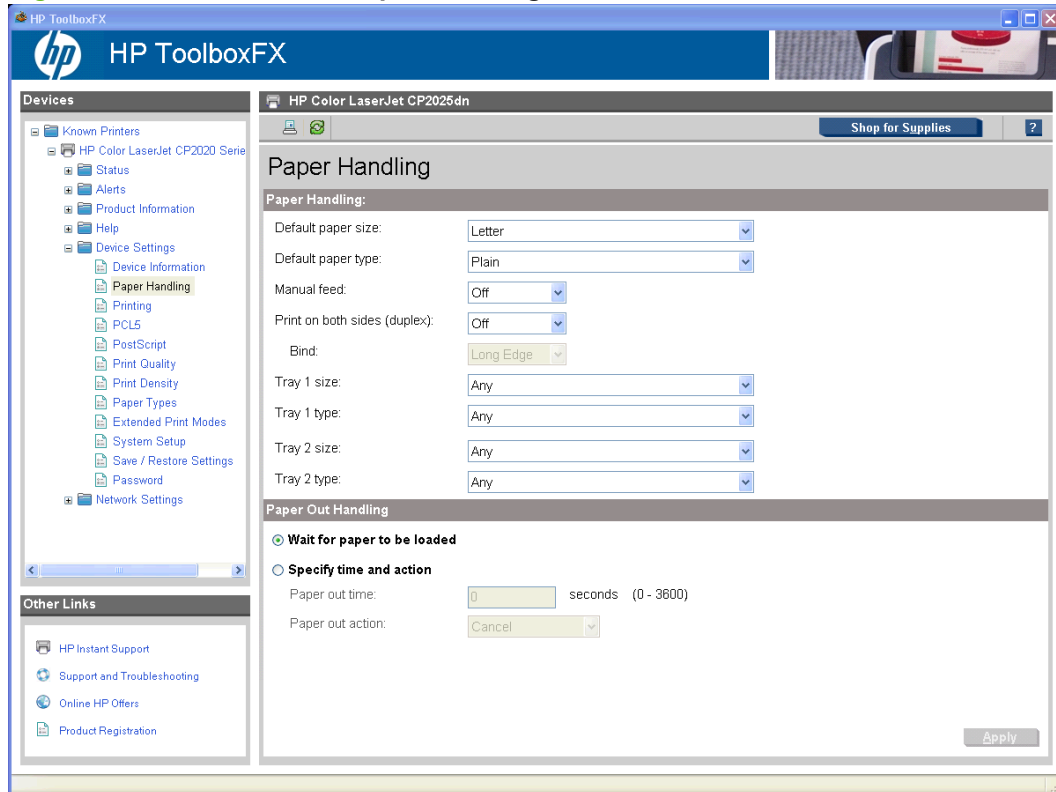 HP ToolboxFX
hp HP ToolboxFX
Devices
Known Printers
HP Color LaserJet CP2020 Serie
Status
Alerts
Product Information
Help
Device Settings
Device Information
Paper Handling
Printing
PCL5
PostScript
Print Quality
Print Density
Paper Types
Extended Print Modes
System Setup
Save / Restore Settings
Password
Network Settings
Other Links
HP Instant Support
Support and Troubleshooting
Online HP Offers
Product Registration
HP Color LaserJet CP2025dn
Shop for Supplies ?
Paper Handling
Paper Handling:
Default paper size: Letter
Default paper type: Plain
Manual feed: Off
Print on both sides (duplex): Off
Bind: Long Edge
Tray 1 size: Any
Tray 1 type: Any
Tray 2 size: Any
Tray 2 type: Any
Paper Out Handling
Wait for paper to be loaded
Specify time and action
Paper out time: 0 seconds (0 - 3600)
Paper out action: Cancel
Apply